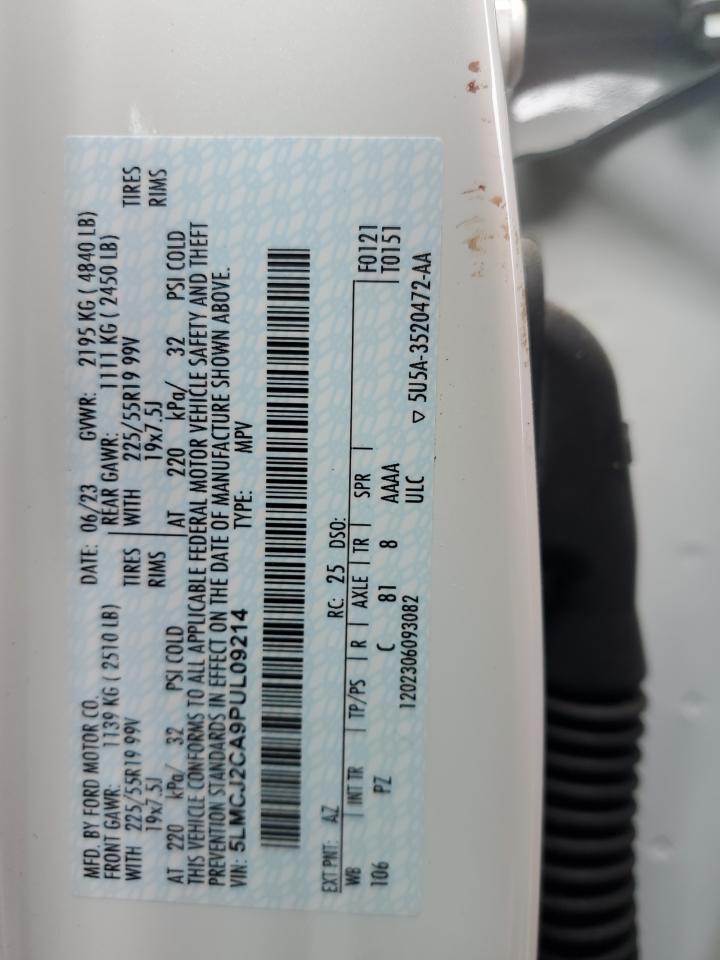 MFD. BY FORD MOTOR CO. DATE: 06/23 GVWR: 2195 KG ( 4840 LB)
FRONT GAWR: 1139 KG ( 2510 LB) REAR GAWR: 1111 KG ( 2450 LB)
WITH 225/55R19 99V TIRES WITH 225/55R19 99V TIRES
19x7.5J RIMS 19x7.5J RIMS
AT 220 kPa/ 32 PSI COLD AT 220 kPa/ 32 PSI COLD
THIS VEHICLE CONFORMS TO ALL APPLICABLE FEDERAL MOTOR VEHICLE SAFETY AND THEFT
PREVENTION STANDARDS IN EFFECT ON THE DATE OF MANUFACTURE SHOWN ABOVE.
VIN: 5LMCJ2CA9PUL09214 TYPE: MPV
EXT PNT: AZ RC: 25 DSO:
WB | INT TR | TP/PS | R | AXLE | TR | SPR | F0121
106 PZ C 81 8 AAAA T0151
1202306093082 ULC ▽ 5U5A-3520472-AA